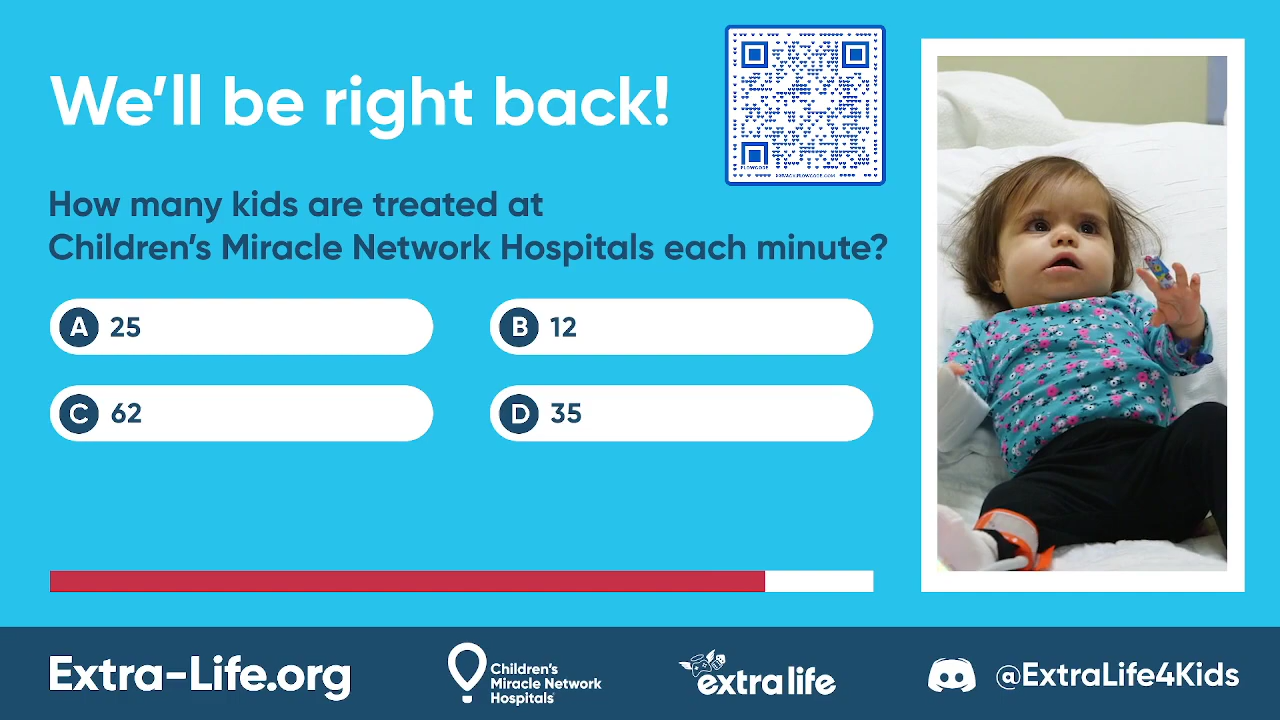 We'll be right back!
FLOWCODE
How many kids are treated at
Children's Miracle Network Hospitals each minute?
A 25
B 12
C 62
D 35
Extra-Life.org
Children's
Miracle Network
Hospitals
extra life
@ExtraLife4Kids